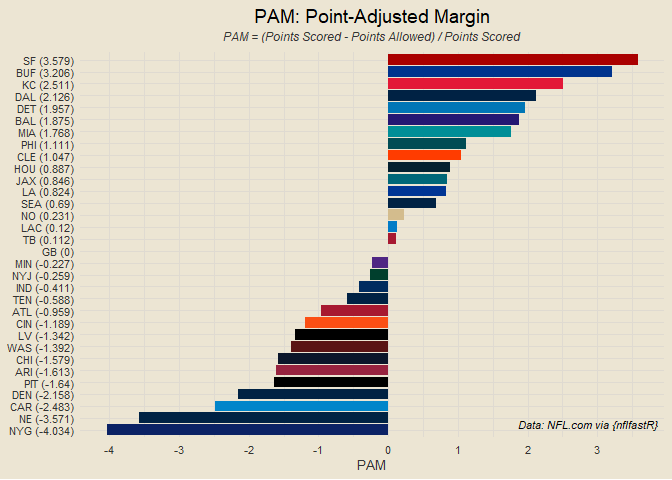 PAM: Point-Adjusted Margin
PAM = (Points Scored - Points Allowed) / Points Scored
SF (3.579)
BUF (3.206)
KC (2.511)
DAL (2.126)
DET (1.957)
BAL (1.875)
MIA (1.768)
PHI (1.111)
CLE (1.047)
HOU (0.887)
JAX (0.846)
LA (0.824)
SEA (0.69)
NO (0.231)
LAC (0.12)
TB (0.112)
GB (0)
MIN (-0.227)
NYJ (-0.259)
IND (-0.411)
TEN (-0.588)
ATL (-0.959)
CIN (-1.189)
LV (-1.342)
WAS (-1.392)
CHI (-1.579)
ARI (-1.613)
PIT (-1.64)
DEN (-2.158)
CAR (-2.483)
NE (-3.571)
NYG (-4.034)
Data: NFL.com via {nflfastR}
-4 -3 -2 -1 0 1 2 3
PAM